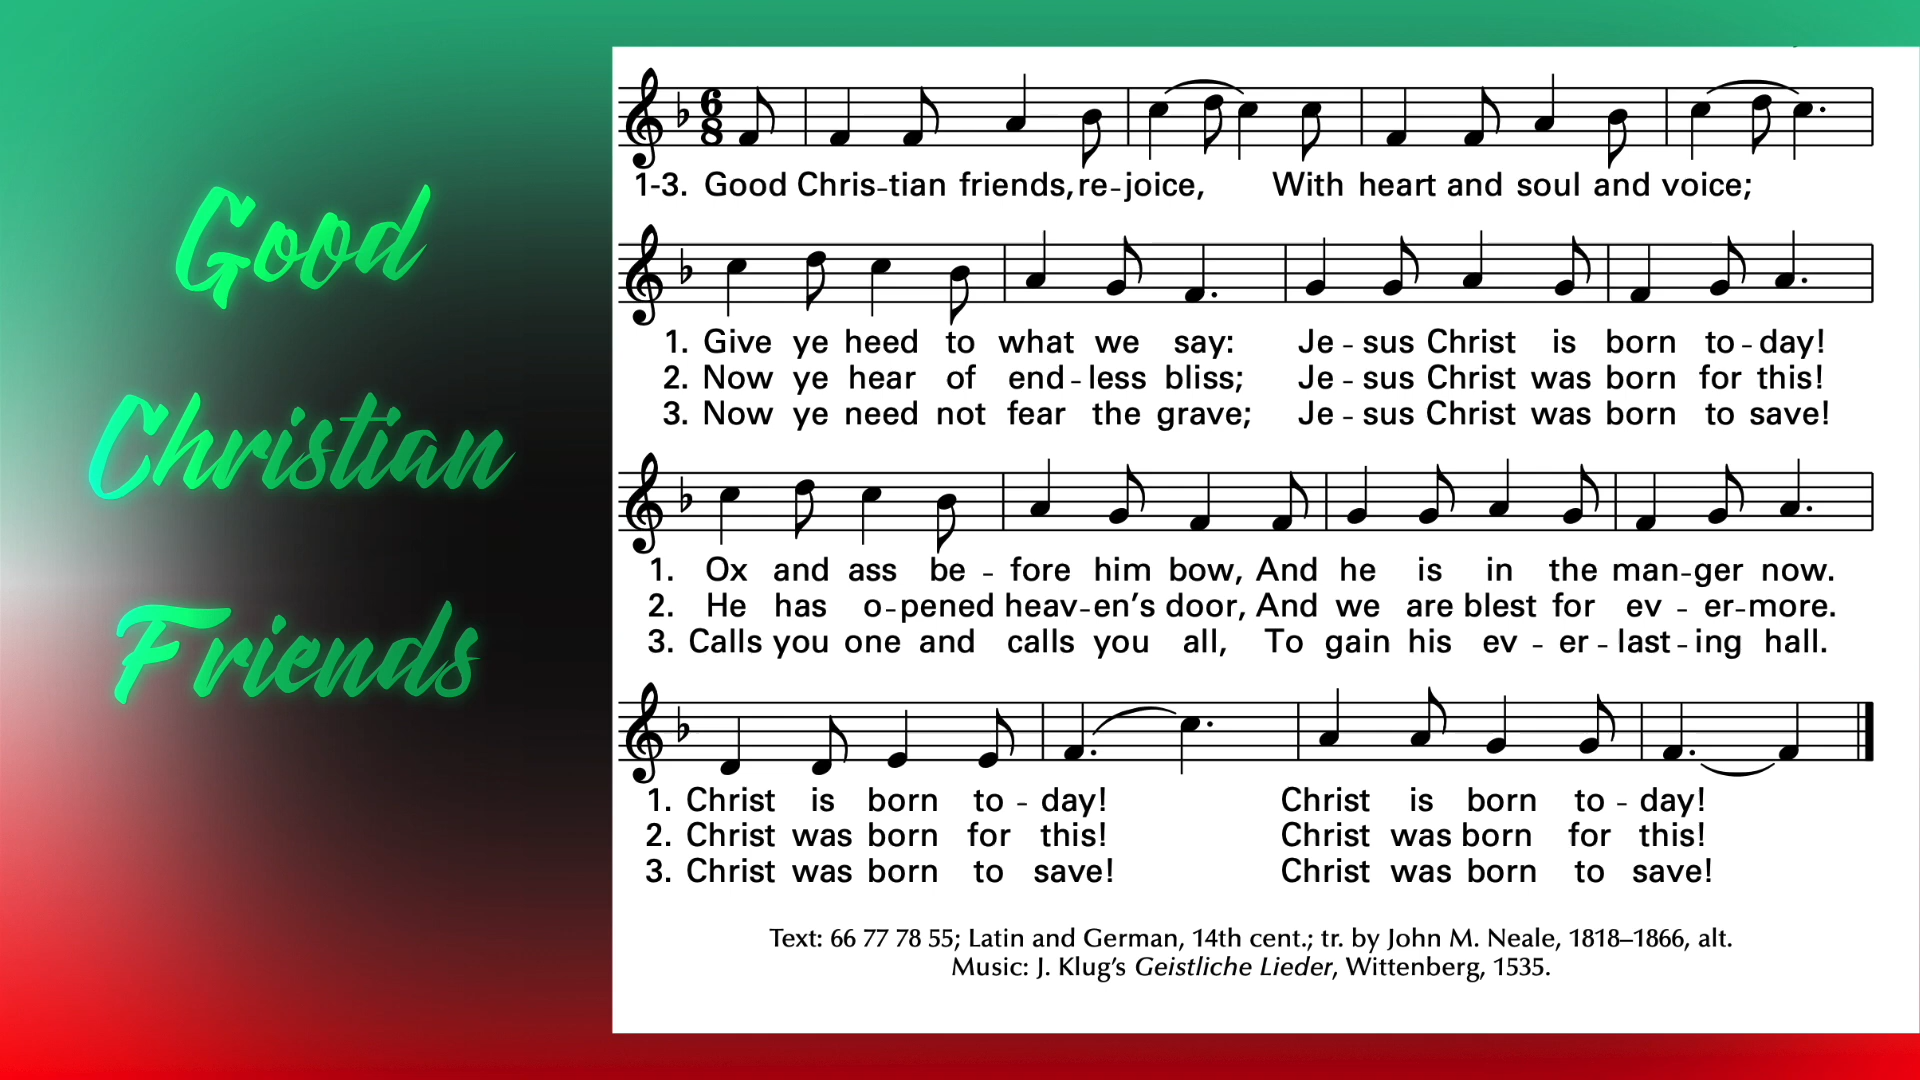 Good
Christian
Friends
6
8
1-3. Good Chris-tian friends, re-joice, With heart and soul and voice;
1. Give ye heed to what we say: Je - sus Christ is born to - day!
2. Now ye hear of end - less bliss; Je - sus Christ was born for this!
3. Now ye need not fear the grave; Je - sus Christ was born to save!
1. Ox and ass be - fore him bow, And he is in the man-ger now.
2. He has o-pened heav-en's door, And we are blest for ev - er-more.
3. Calls you one and calls you all, To gain his ev - er - last - ing hall.
1. Christ is born to - day! Christ is born to - day!
2. Christ was born for this! Christ was born for this!
3. Christ was born to save! Christ was born to save!
Text: 66 77 78 55; Latin and German, 14th cent.; tr. by John M. Neale, 1818–1866, alt.
Music: J. Klug's Geistliche Lieder, Wittenberg, 1535.